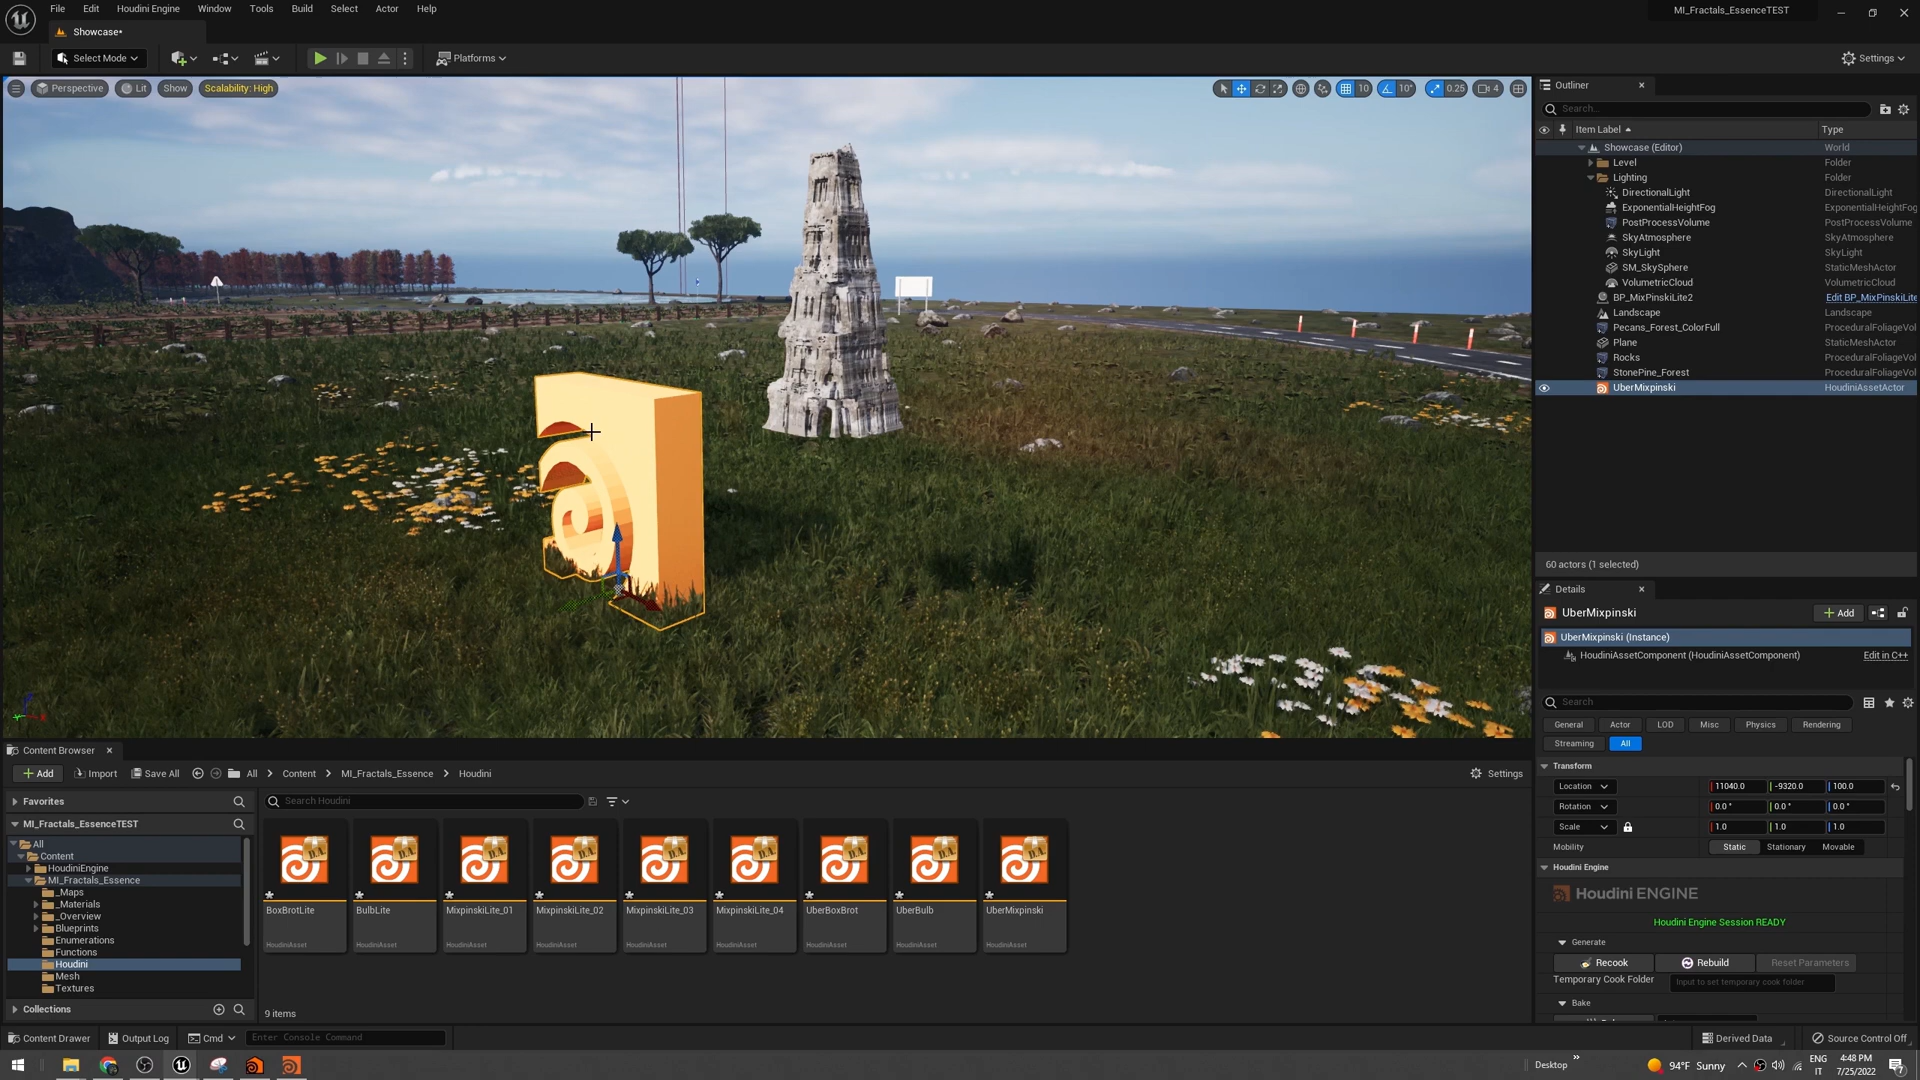 File Edit Houdini Engine Window Tools Build Select Actor Help
MI_Fractals_EssenceTEST
Showcase•
Select Mode
Platforms
Settings
Perspective
Lit
Show
Scalability: High
10
10°
0.25
4
Outliner
Search...
Item Label
Type
Showcase (Editor) World
Level Folder
Lighting Folder
DirectionalLight DirectionalLight
ExponentialHeightFog ExponentialHeightFog
PostProcessVolume PostProcessVolume
SkyAtmosphere SkyAtmosphere
SkyLight SkyLight
SM_SkySphere StaticMeshActor
VolumetricCloud VolumetricCloud
BP_MixPinskiLite2 Edit BP_MixPinskiLite
Landscape Landscape
Pecans_Forest_ColorFull ProceduralFoliageVol
Plane StaticMeshActor
Rocks ProceduralFoliageVol
StonePine_Forest ProceduralFoliageVol
UberMixpinski HoudiniAssetActor
60 actors (1 selected)
Details
UberMixpinski
Add
UberMixpinski (Instance)
HoudiniAssetComponent (HoudiniAssetComponent) Edit in C++
Search
General Actor LOD Misc Physics Rendering
Streaming All
Transform
Location 11040.0 -9320.0 100.0
Rotation 0.0° 0.0° 0.0°
Scale 1.0 1.0 1.0
Mobility Static Stationary Movable
Houdini Engine
Houdini ENGINE
Houdini Engine Session READY
Generate
Recook Rebuild Reset Parameters
Temporary Cook Folder Input to set temporary cook folder
Bake
Content Browser
Add Import Save All All Content MI_Fractals_Essence Houdini Settings
Favorites
MI_Fractals_EssenceTEST
All
Content
HoudiniEngine
MI_Fractals_Essence
_Maps
_Materials
_Overview
Blueprints
Enumerations
Functions
Houdini
Mesh
Textures
Collections
Search Houdini
D.A. D.A. D.A. D.A. D.A. D.A. D.A. D.A. D.A.
BoxBrotLite BulbLite MixpinskiLite_01 MixpinskiLite_02 MixpinskiLite_03 MixpinskiLite_04 UberBoxBrot UberBulb UberMixpinski
HoudiniAsset HoudiniAsset HoudiniAsset HoudiniAsset HoudiniAsset HoudiniAsset HoudiniAsset HoudiniAsset HoudiniAsset
9 items
Content Drawer Output Log Cmd Enter Console Command Derived Data Source Control Off
Desktop
94°F Sunny
ENG
IT
4:48 PM
7/25/2022
7